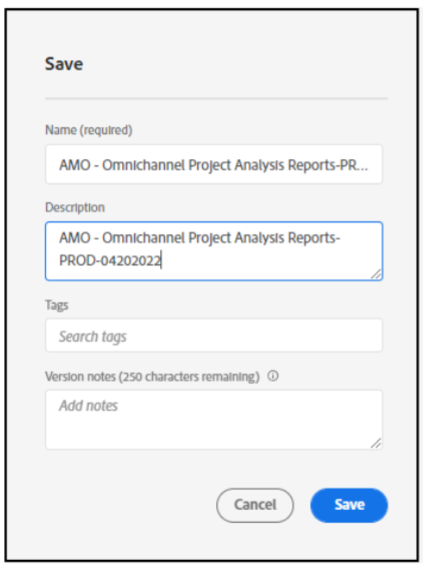 Save
Name (required)
AMO - Omnichannel Project Analysis Reports-PR...
Description
AMO - Omnichannel Project Analysis Reports-
PROD-04202022
Tags
Search tags
Version notes (250 characters remaining)
Add notes
Cancel Save